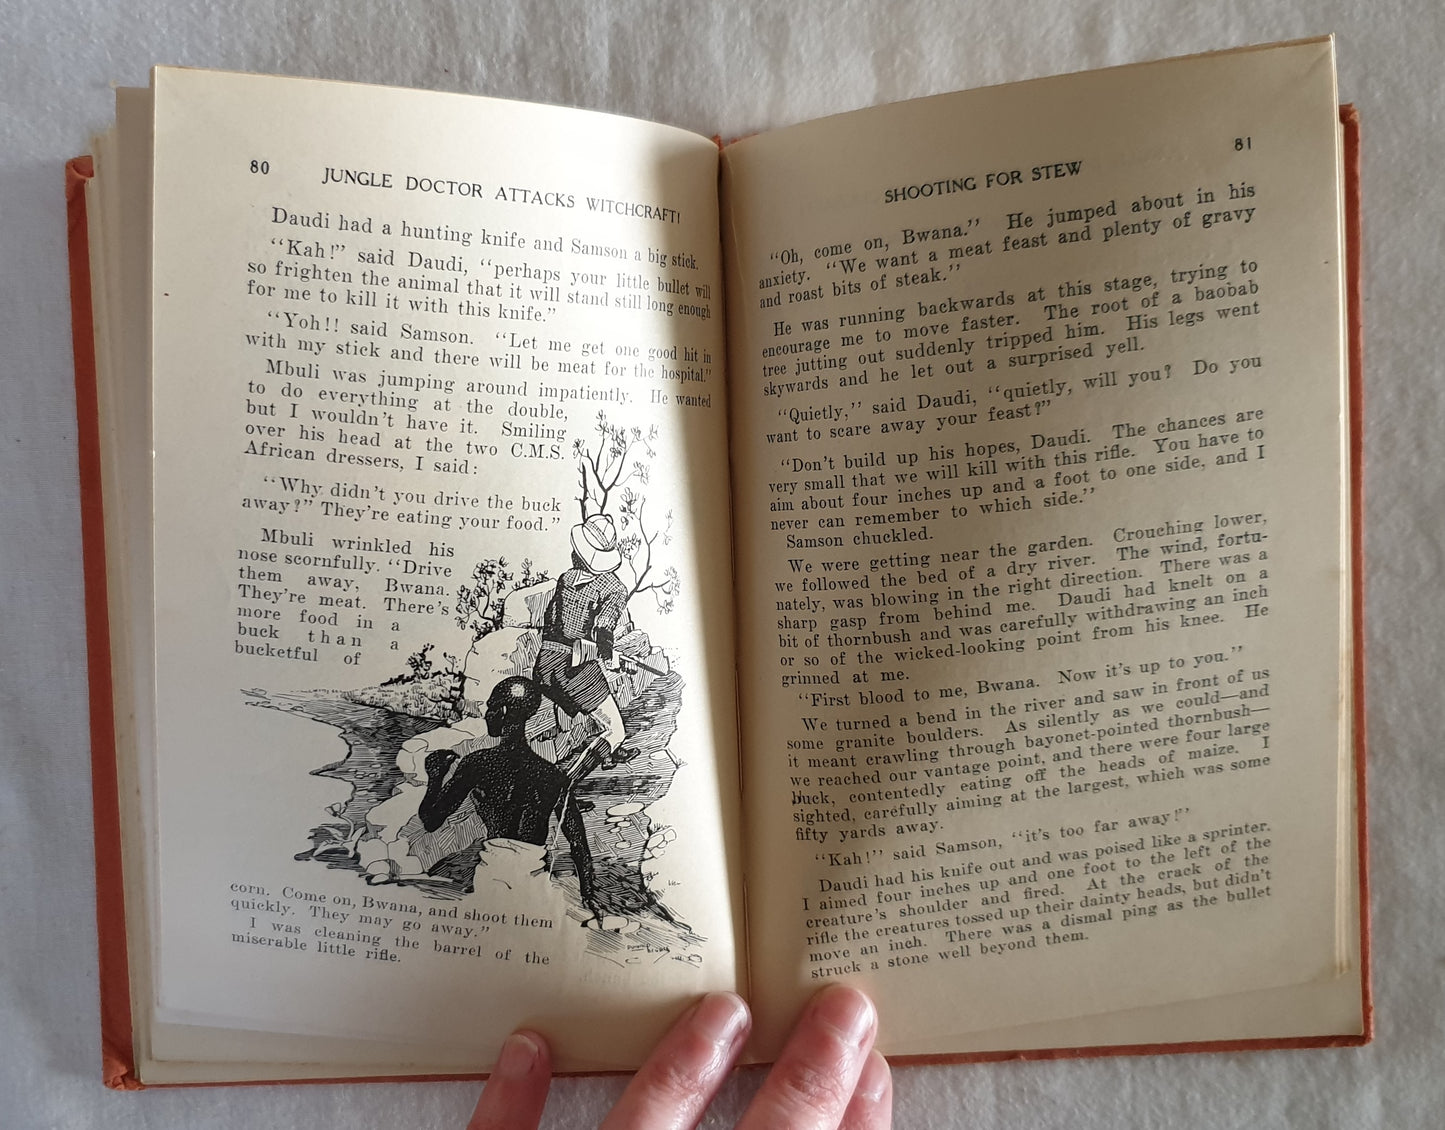 80
JUNGLE DOCTOR ATTACKS WITCHCRAFT!
Daudi had a hunting knife and Samson a big stick.
“Kah!” said Daudi, “perhaps your little bullet will
so frighten the animal that it will stand still long enough
for me to kill it with this knife.”
“Yoh!! said Samson. “Let me get one good hit in
with my stick and there will be meat for the hospital.”
Mbuli was jumping around impatiently. He wanted
to do everything at the double,
but I wouldn't have it. Smiling
over his head at the two C.M.S.
African dressers, I said:
“Why didn't you drive the buck
away?” They're eating your food.”
Mbuli wrinkled his
nose scornfully. “Drive
them away, Bwana.
They're meat. There's
more food in a
buck than a
bucketful of
corn. Come on, Bwana, and shoot them
quickly. They may go away.”
I was cleaning the barrel of the
miserable little rifle.
81
SHOOTING FOR STEW
“Oh, come on, Bwana.” He jumped about in his
anxiety. “We want a meat feast and plenty of gravy
and roast bits of steak.”
He was running backwards at this stage, trying to
encourage me to move faster. The root of a baobab
tree jutting out suddenly tripped him. His legs went
skywards and he let out a surprised yell.
“Quietly,” said Daudi, “quietly, will you? Do you
want to scare away your feast?”
“Don't build up his hopes, Daudi. The chances are
very small that we will kill with this rifle. You have to
aim about four inches up and a foot to one side, and I
never can remember to which side.”
Samson chuckled.
We were getting near the garden. Crouching lower,
we followed the bed of a dry river. The wind, fortu-
nately, was blowing in the right direction. There was a
sharp gasp from behind me. Daudi had knelt on a
bit of thornbush and was carefully withdrawing an inch
or so of the wicked-looking point from his knee. He
grinned at me.
“First blood to me, Bwana. Now it's up to you.”
We turned a bend in the river and saw in front of us
some granite boulders. As silently as we could—and
it meant crawling through bayonet-pointed thornbush—
we reached our vantage point, and there were four large
buck, contentedly eating off the heads of maize. I
sighted, carefully aiming at the largest, which was some
fifty yards away.
“Kah!” said Samson, “it's too far away!”
Daudi had his knife out and was poised like a sprinter.
I aimed four inches up and one foot to the left of the
creature's shoulder and fired. At the crack of the
rifle the creatures tossed up their dainty heads, but didn't
move an inch. There was a dismal ping as the bullet
struck a stone well beyond them.